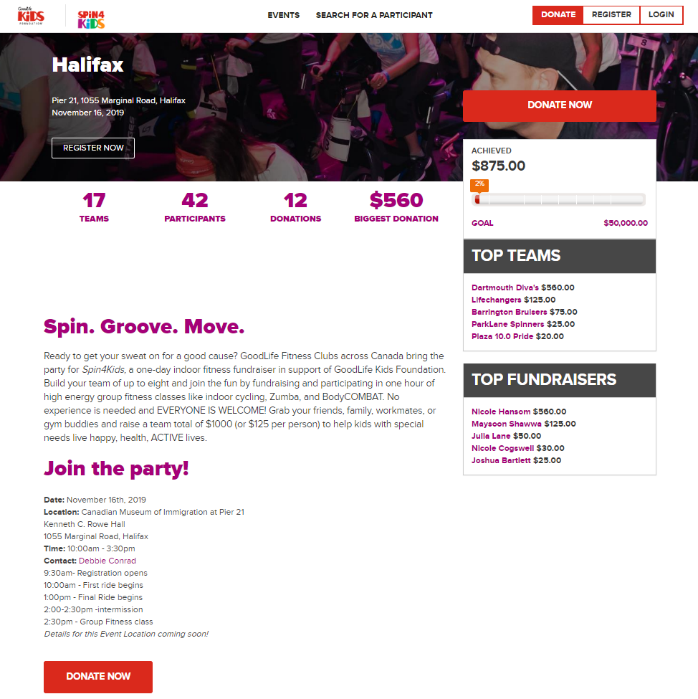 GoodLife
KiDS
FOUNDATION
SPIN4
KiDS
EVENTS
SEARCH FOR A PARTICIPANT
DONATE
REGISTER
LOGIN
Halifax
Pier 21, 1055 Marginal Road, Halifax
November 16, 2019
REGISTER NOW
DONATE NOW
ACHIEVED
$875.00
2%
GOAL $50,000.00
17
TEAMS
42
PARTICIPANTS
12
DONATIONS
$560
BIGGEST DONATION
TOP TEAMS
Dartmouth Diva's $560.00
Lifechangers $125.00
Barrington Bruisers $75.00
ParkLane Spinners $25.00
Plaza 10.0 Pride $20.00
TOP FUNDRAISERS
Nicole Hansom $560.00
Maysoon Shawwa $125.00
Julia Lane $50.00
Nicole Cogswell $30.00
Joshua Bartlett $25.00
Spin. Groove. Move.
Ready to get your sweat on for a good cause? GoodLife Fitness Clubs across Canada bring the
party for Spin4Kids, a one-day indoor fitness fundraiser in support of GoodLife Kids Foundation.
Build your team of up to eight and join the fun by fundraising and participating in one hour of
high energy group fitness classes like indoor cycling, Zumba, and BodyCOMBAT. No
experience is needed and EVERYONE IS WELCOME! Grab your friends, family, workmates, or
gym buddies and raise a team total of $1000 (or $125 per person) to help kids with special
needs live happy, health, ACTIVE lives.
Join the party!
Date: November 16th, 2019
Location: Canadian Museum of Immigration at Pier 21
Kenneth C. Rowe Hall
1055 Marginal Road, Halifax
Time: 10:00am - 3:30pm
Contact: Debbie Conrad
9:30am- Registration opens
10:00am - First ride begins
1:00pm - Final Ride begins
2:00-2:30pm -intermission
2:30pm - Group Fitness class
Details for this Event Location coming soon!
DONATE NOW